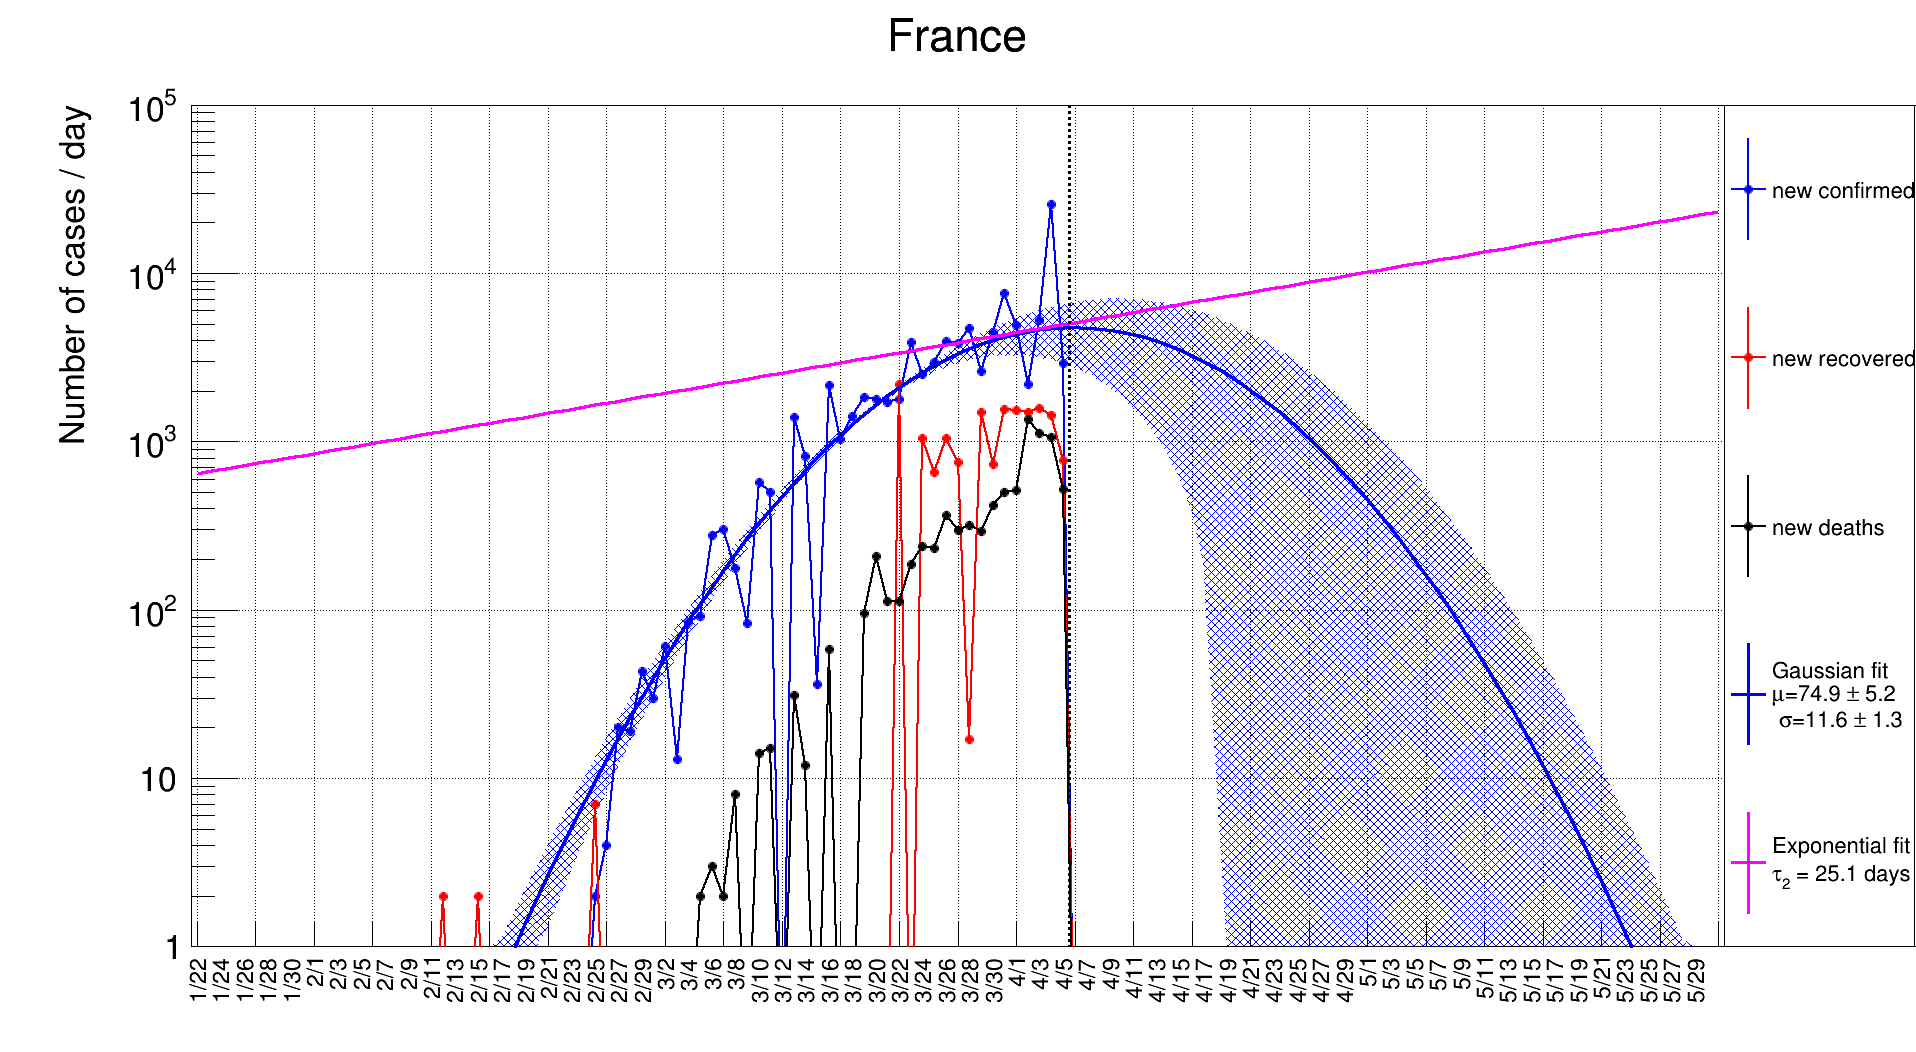 France
Number of cases / day
10^5
10^4
10^3
10^2
10
1
1/22 1/24 1/26 1/28 1/30 2/1 2/3 2/5 2/7 2/9 2/11 2/13 2/15 2/17 2/19 2/21 2/23 2/25 2/27 2/29 3/2 3/4 3/6 3/8 3/10 3/12 3/14 3/16 3/18 3/20 3/22 3/24 3/26 3/28 3/30 4/1 4/3 4/5 4/7 4/9 4/11 4/13 4/15 4/17 4/19 4/21 4/23 4/25 4/27 4/29 5/1 5/3 5/5 5/7 5/9 5/11 5/13 5/15 5/17 5/19 5/21 5/23 5/25 5/27 5/29
new confirmed
new recovered
new deaths
Gaussian fit
μ=74.9 ± 5.2
σ=11.6 ± 1.3
Exponential fit
τ₂ = 25.1 days